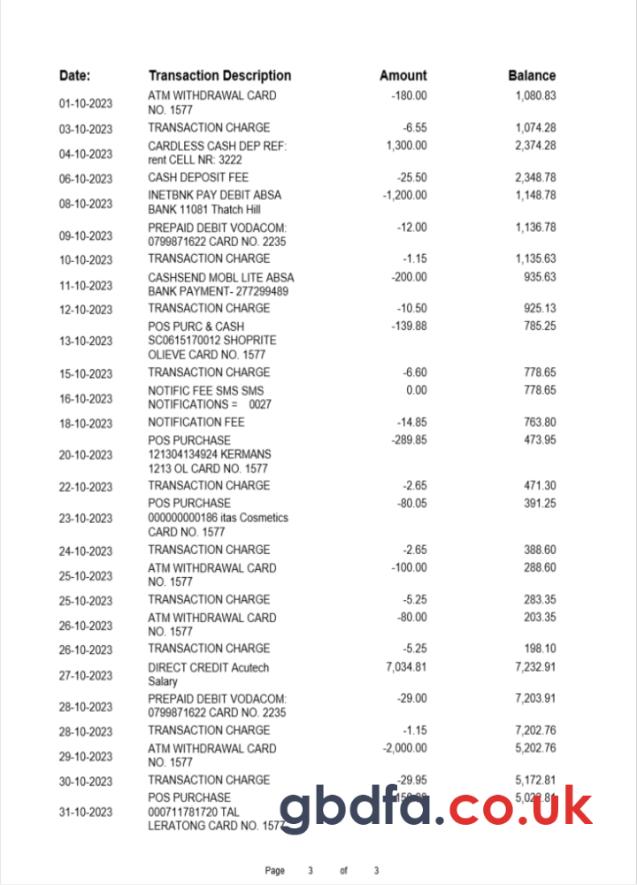 Date: Transaction Description Amount Balance
01-10-2023 ATM WITHDRAWAL CARD -180.00 1,080.83
NO. 1577
03-10-2023 TRANSACTION CHARGE -6.55 1,074.28
04-10-2023 CARDLESS CASH DEP REF: 1,300.00 2,374.28
rent CELL NR: 3222
06-10-2023 CASH DEPOSIT FEE -25.50 2,348.78
08-10-2023 INETBNK PAY DEBIT ABSA -1,200.00 1,148.78
BANK 11081 Thatch Hill
09-10-2023 PREPAID DEBIT VODACOM: -12.00 1,136.78
0799871622 CARD NO. 2235
10-10-2023 TRANSACTION CHARGE -1.15 1,135.63
11-10-2023 CASHSEND MOBL LITE ABSA -200.00 935.63
BANK PAYMENT- 277299489
12-10-2023 TRANSACTION CHARGE -10.50 925.13
13-10-2023 POS PURC & CASH -139.88 785.25
SC0615170012 SHOPRITE
OLIEVE CARD NO. 1577
15-10-2023 TRANSACTION CHARGE -6.60 778.65
16-10-2023 NOTIFIC FEE SMS SMS 0.00 778.65
NOTIFICATIONS = 0027
18-10-2023 NOTIFICATION FEE -14.85 763.80
20-10-2023 POS PURCHASE -289.85 473.95
121304134924 KERMANS
1213 OL CARD NO. 1577
22-10-2023 TRANSACTION CHARGE -2.65 471.30
23-10-2023 POS PURCHASE -80.05 391.25
000000000186 itas Cosmetics
CARD NO. 1577
24-10-2023 TRANSACTION CHARGE -2.65 388.60
25-10-2023 ATM WITHDRAWAL CARD -100.00 288.60
NO. 1577
25-10-2023 TRANSACTION CHARGE -5.25 283.35
26-10-2023 ATM WITHDRAWAL CARD -80.00 203.35
NO. 1577
26-10-2023 TRANSACTION CHARGE -5.25 198.10
27-10-2023 DIRECT CREDIT Acutech 7,034.81 7,232.91
Salary
28-10-2023 PREPAID DEBIT VODACOM: -29.00 7,203.91
0799871622 CARD NO. 2235
28-10-2023 TRANSACTION CHARGE -1.15 7,202.76
29-10-2023 ATM WITHDRAWAL CARD -2,000.00 5,202.76
NO. 1577
30-10-2023 TRANSACTION CHARGE -29.95 5,172.81
31-10-2023 POS PURCHASE
000711781720 TAL
LERATONG CARD NO. 1577
gbdfa.co.uk
Page 3 of 3